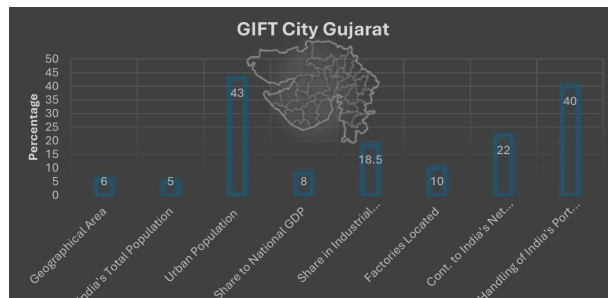 GIFT City Gujarat
Percentage
50
45
40
35
30
25
20
15
10
5
0
6
5
43
8
18.5
10
22
40
Geographical Area
India's Total Population
Urban Population
Share to National GDP
Share in Industrial...
Factories Located
Cont. to India's Net...
Handling of India's Port...